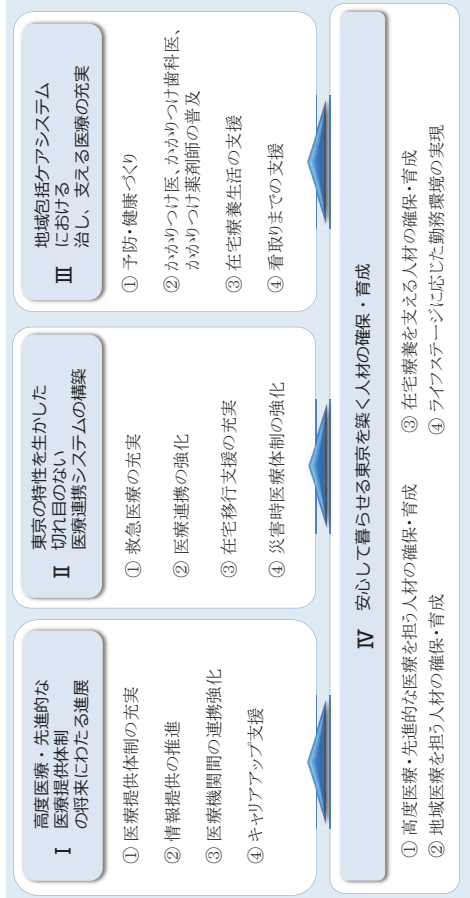 Ⅰ
高度医療・先進的な
医療提供体制
の将来にわたる進展
① 医療提供体制の充実
② 情報提供の推進
③ 医療機関間の連携強化
④ キャリアアップ支援
Ⅱ
東京の特性を生かした
切れ目のない
医療連携システムの構築
① 救急医療の充実
② 医療連携の強化
③ 在宅移行支援の充実
④ 災害時医療体制の強化
Ⅲ
地域包括ケアシステム
における
治し、支える医療の充実
① 予防・健康づくり
② かかりつけ医、かかりつけ歯科医、
かかりつけ薬剤師の普及
③ 在宅療養生活の支援
④ 看取りまでの支援
Ⅳ 安心して暮らせる東京を築く人材の確保・育成
① 高度医療・先進的な医療を担う人材の確保・育成
② 地域医療を担う人材の確保・育成
③ 在宅療養を支える人材の確保・育成
④ ライフステージに応じた勤務環境の実現